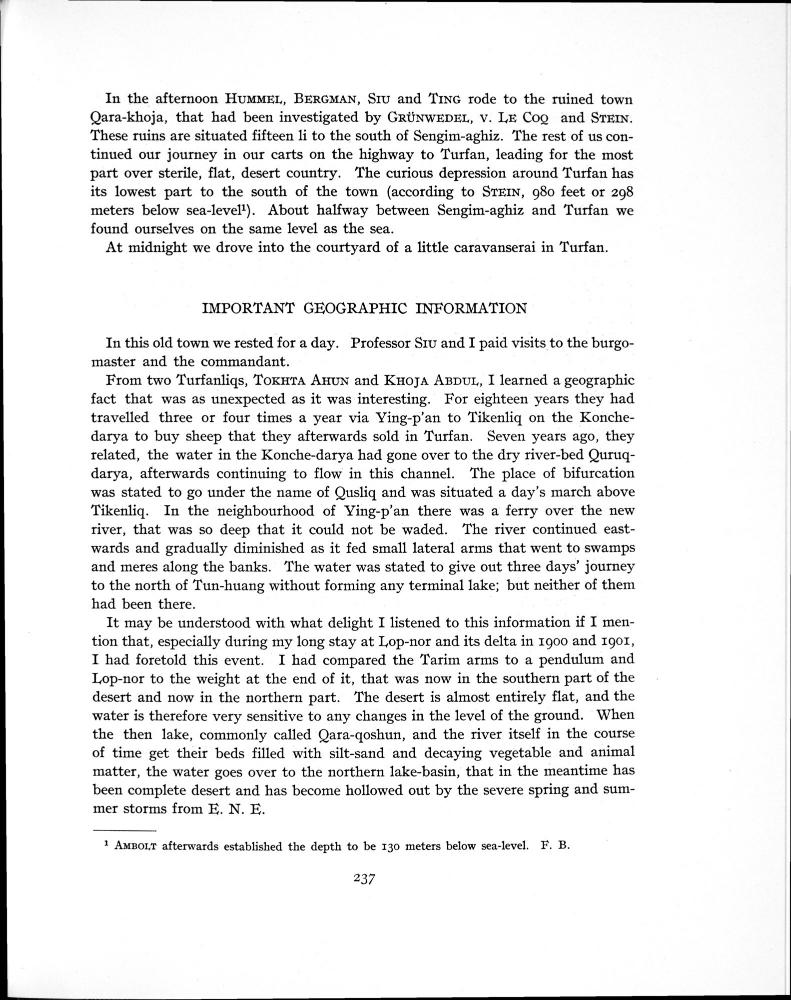 In the afternoon HUMMEL, BERGMAN, SIU and TING rode to the ruined town
Qara-khoja, that had been investigated by GRÜNWEDEL, V. LE COQ and STEIN.
These ruins are situated fifteen li to the south of Sengim-aghiz. The rest of us con-
tinued our journey in our carts on the highway to Turfan, leading for the most
part over sterile, flat, desert country. The curious depression around Turfan has
its lowest part to the south of the town (according to STEIN, 980 feet or 298
meters below sea-level¹). About halfway between Sengim-aghiz and Turfan we
found ourselves on the same level as the sea.
At midnight we drove into the courtyard of a little caravanserai in Turfan.
IMPORTANT GEOGRAPHIC INFORMATION
In this old town we rested for a day. Professor SIU and I paid visits to the burgo-
master and the commandant.
From two Turfanliqs, TOKHTA AHUN and KHOJA ABDUL, I learned a geographic
fact that was as unexpected as it was interesting. For eighteen years they had
travelled three or four times a year via Ying-p'an to Tikenliq on the Konche-
darya to buy sheep that they afterwards sold in Turfan. Seven years ago, they
related, the water in the Konche-darya had gone over to the dry river-bed Quruq-
darya, afterwards continuing to flow in this channel. The place of bifurcation
was stated to go under the name of Qusliq and was situated a day's march above
Tikenliq. In the neighbourhood of Ying-p'an there was a ferry over the new
river, that was so deep that it could not be waded. The river continued east-
wards and gradually diminished as it fed small lateral arms that went to swamps
and meres along the banks. The water was stated to give out three days' journey
to the north of Tun-huang without forming any terminal lake; but neither of them
had been there.
It may be understood with what delight I listened to this information if I men-
tion that, especially during my long stay at Lop-nor and its delta in 1900 and 1901,
I had foretold this event. I had compared the Tarim arms to a pendulum and
Lop-nor to the weight at the end of it, that was now in the southern part of the
desert and now in the northern part. The desert is almost entirely flat, and the
water is therefore very sensitive to any changes in the level of the ground. When
the then lake, commonly called Qara-qoshun, and the river itself in the course
of time get their beds filled with silt-sand and decaying vegetable and animal
matter, the water goes over to the northern lake-basin, that in the meantime has
been complete desert and has become hollowed out by the severe spring and sum-
mer storms from E. N. E.
¹ AMBOLT afterwards established the depth to be 130 meters below sea-level. F. B.
237